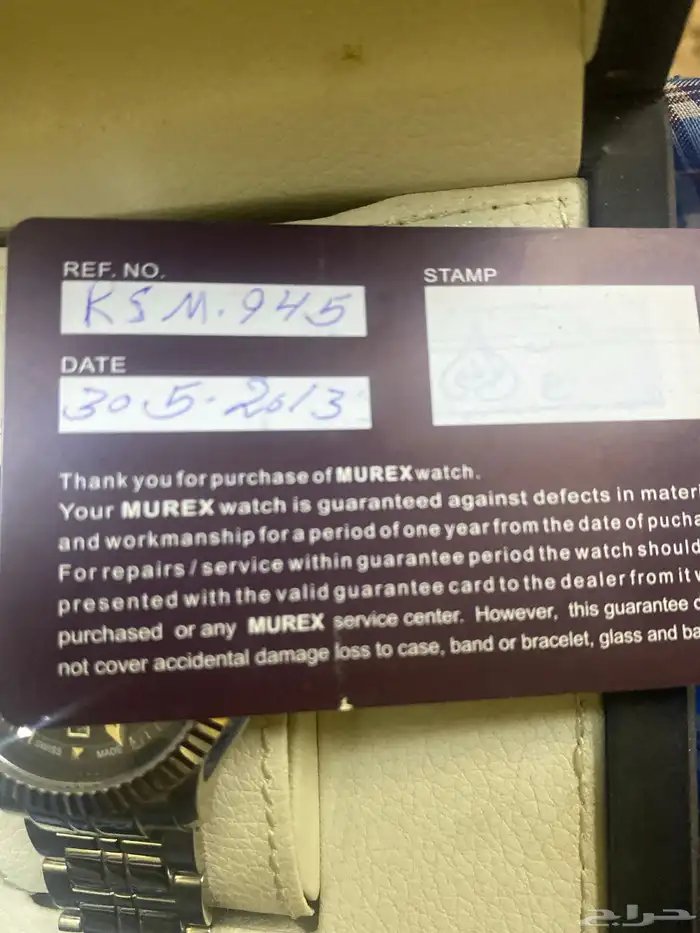 REF. NO.
KSM.945
STAMP
DATE
30.5.2013
Thank you for purchase of MUREX watch.
Your MUREX watch is guaranteed against defects in materi
and workmanship for a period of one year from the date of pucha
For repairs / service within guarantee period the watch should
presented with the valid guarantee card to the dealer from it w
purchased or any MUREX service center. However, this guarantee
not cover accidental damage loss to case, band or bracelet, glass and ba
SWISS MADE
حراج